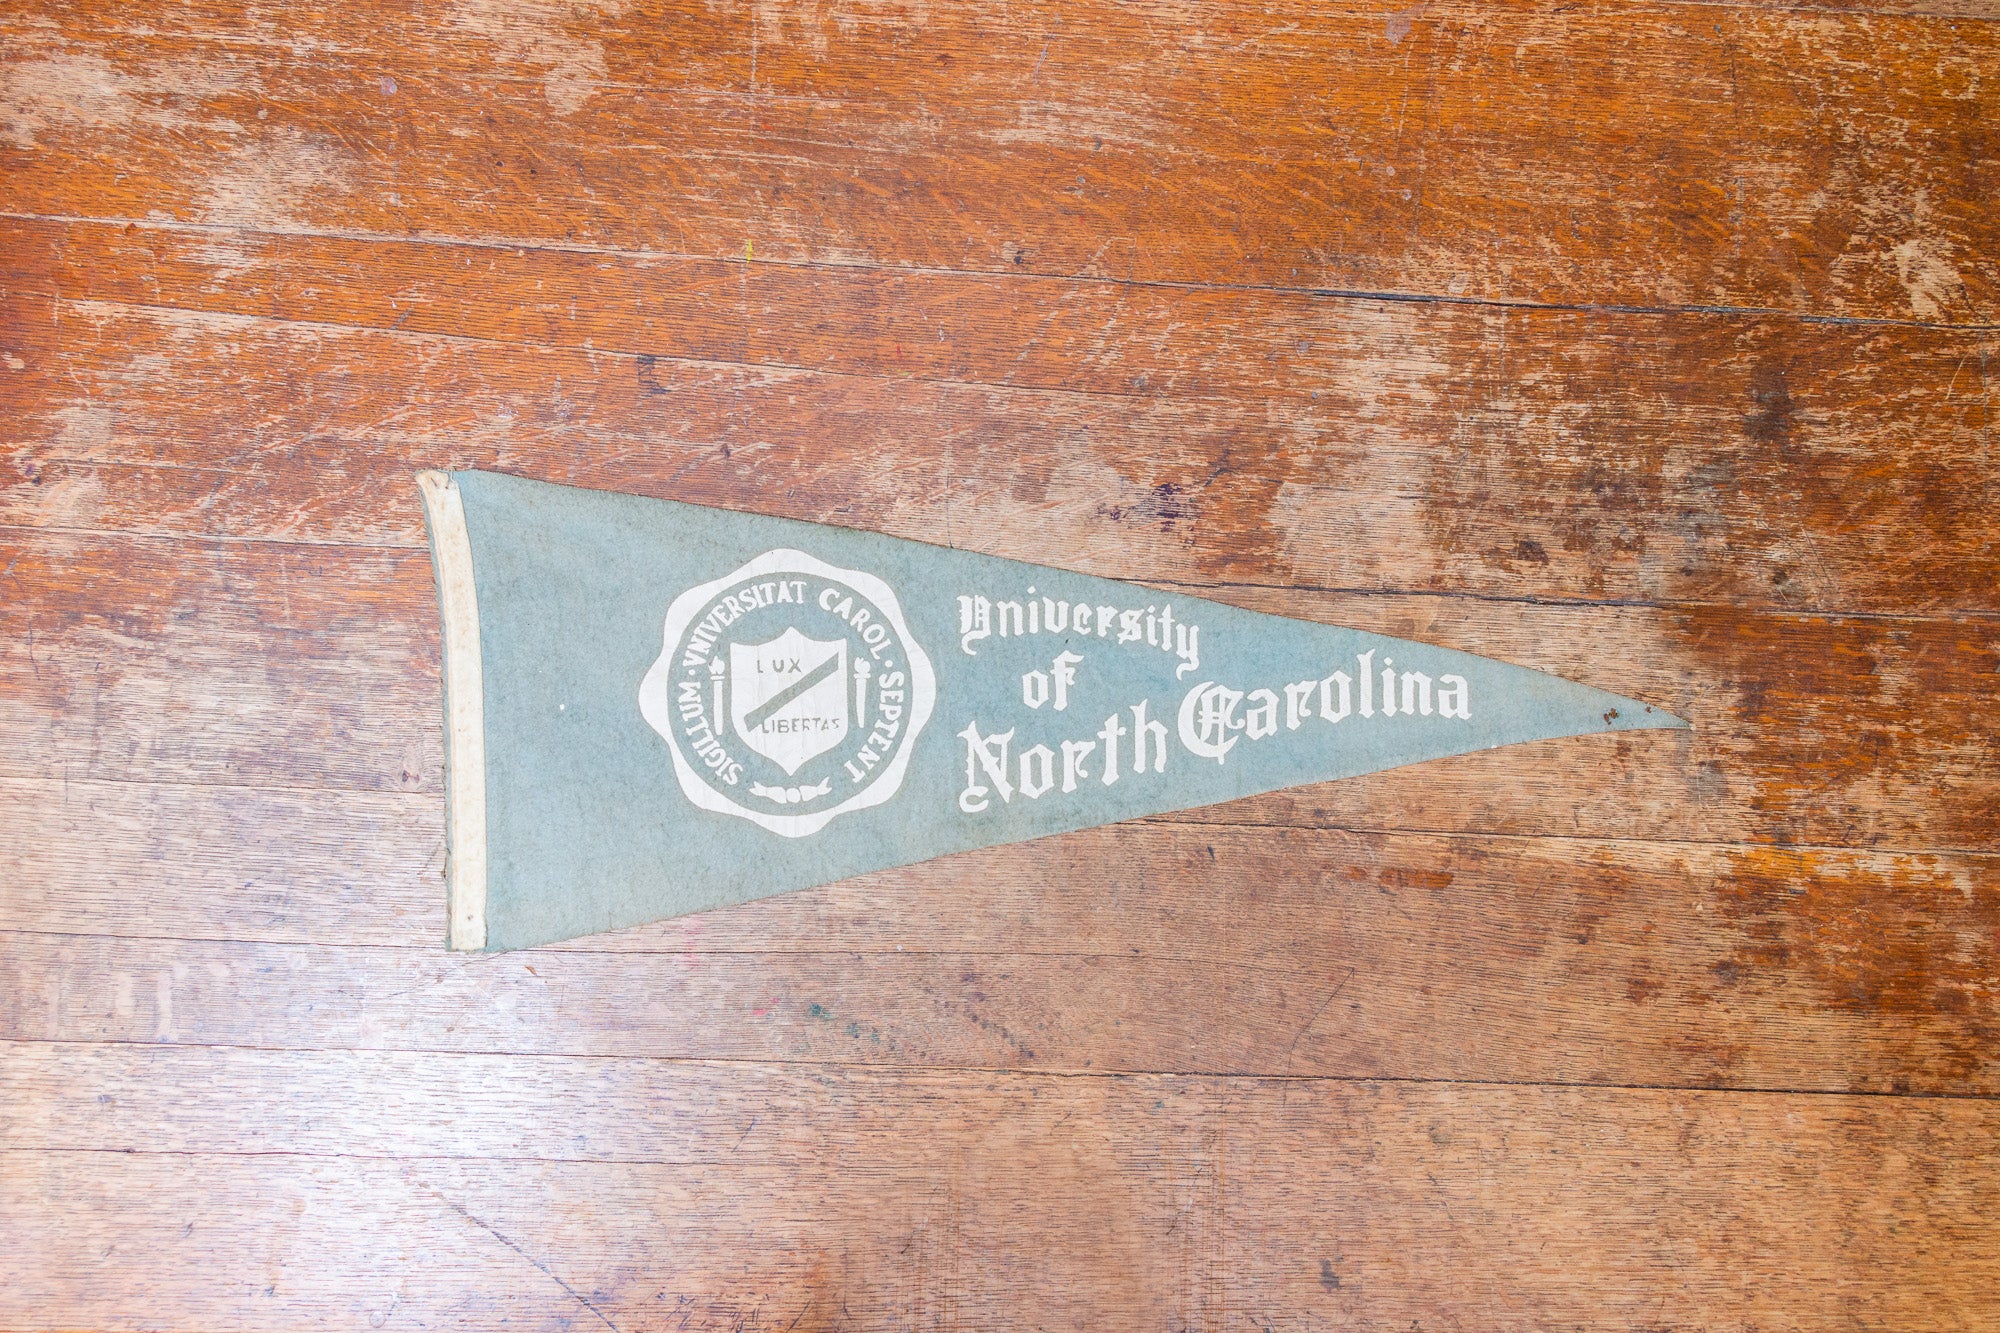 SIGILLUM · VNIVERSITAT CAROL · SEPTENT
LUX
LIBERTAS
University
of
North Carolina